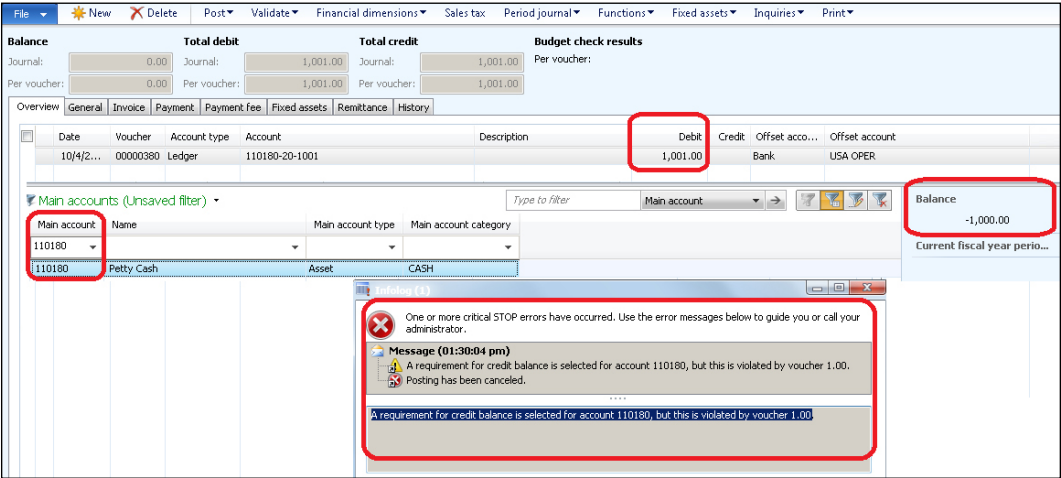 File New Delete Post Validate Financial dimensions Sales tax Period journal Functions Fixed assets Inquiries Print
Balance Total debit Total credit Budget check results
Journal: 0.00 Journal: 1,001.00 Journal: 1,001.00 Per voucher:
Per voucher: 0.00 Per voucher: 1,001.00 Per voucher: 1,001.00
Overview General Invoice Payment Payment fee Fixed assets Remittance History
Date Voucher Account type Account Description Debit Credit Offset acco... Offset account
10/4/2... 00000380 Ledger 110180-20-1001 1,001.00 Bank USA OPER
Main accounts (Unsaved filter) Type to filter Main account
Balance
-1,000.00
Current fiscal year perio...
Main account Name Main account type Main account category
110180
110180 Petty Cash Asset CASH
Infolog (1)
One or more critical STOP errors have occurred. Use the error messages below to guide you or call your
administrator.
Message (01:30:04 pm)
A requirement for credit balance is selected for account 110180, but this is violated by voucher 1.00.
Posting has been canceled.
A requirement for credit balance is selected for account 110180, but this is violated by voucher 1.00.